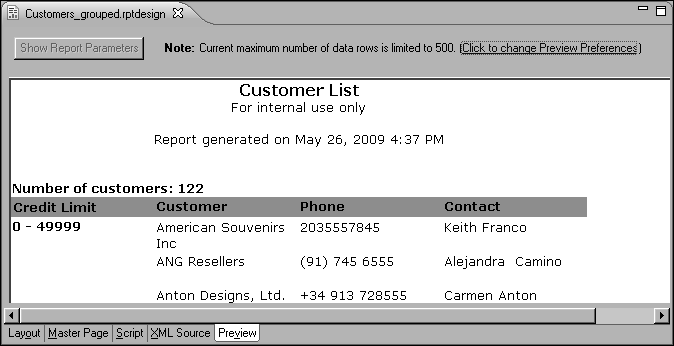 Customers_grouped.rptdesign
Show Report Parameters Note: Current maximum number of data rows is limited to 500. (Click to change Preview Preferences)
Customer List
For internal use only
Report generated on May 26, 2009 4:37 PM
Number of customers: 122
Credit Limit Customer Phone Contact
0 - 49999 American Souvenirs 2035557845 Keith Franco
Inc
ANG Resellers (91) 745 6555 Alejandra Camino
Anton Designs, Ltd. +34 913 728555 Carmen Anton
Layout Master Page Script XML Source Preview